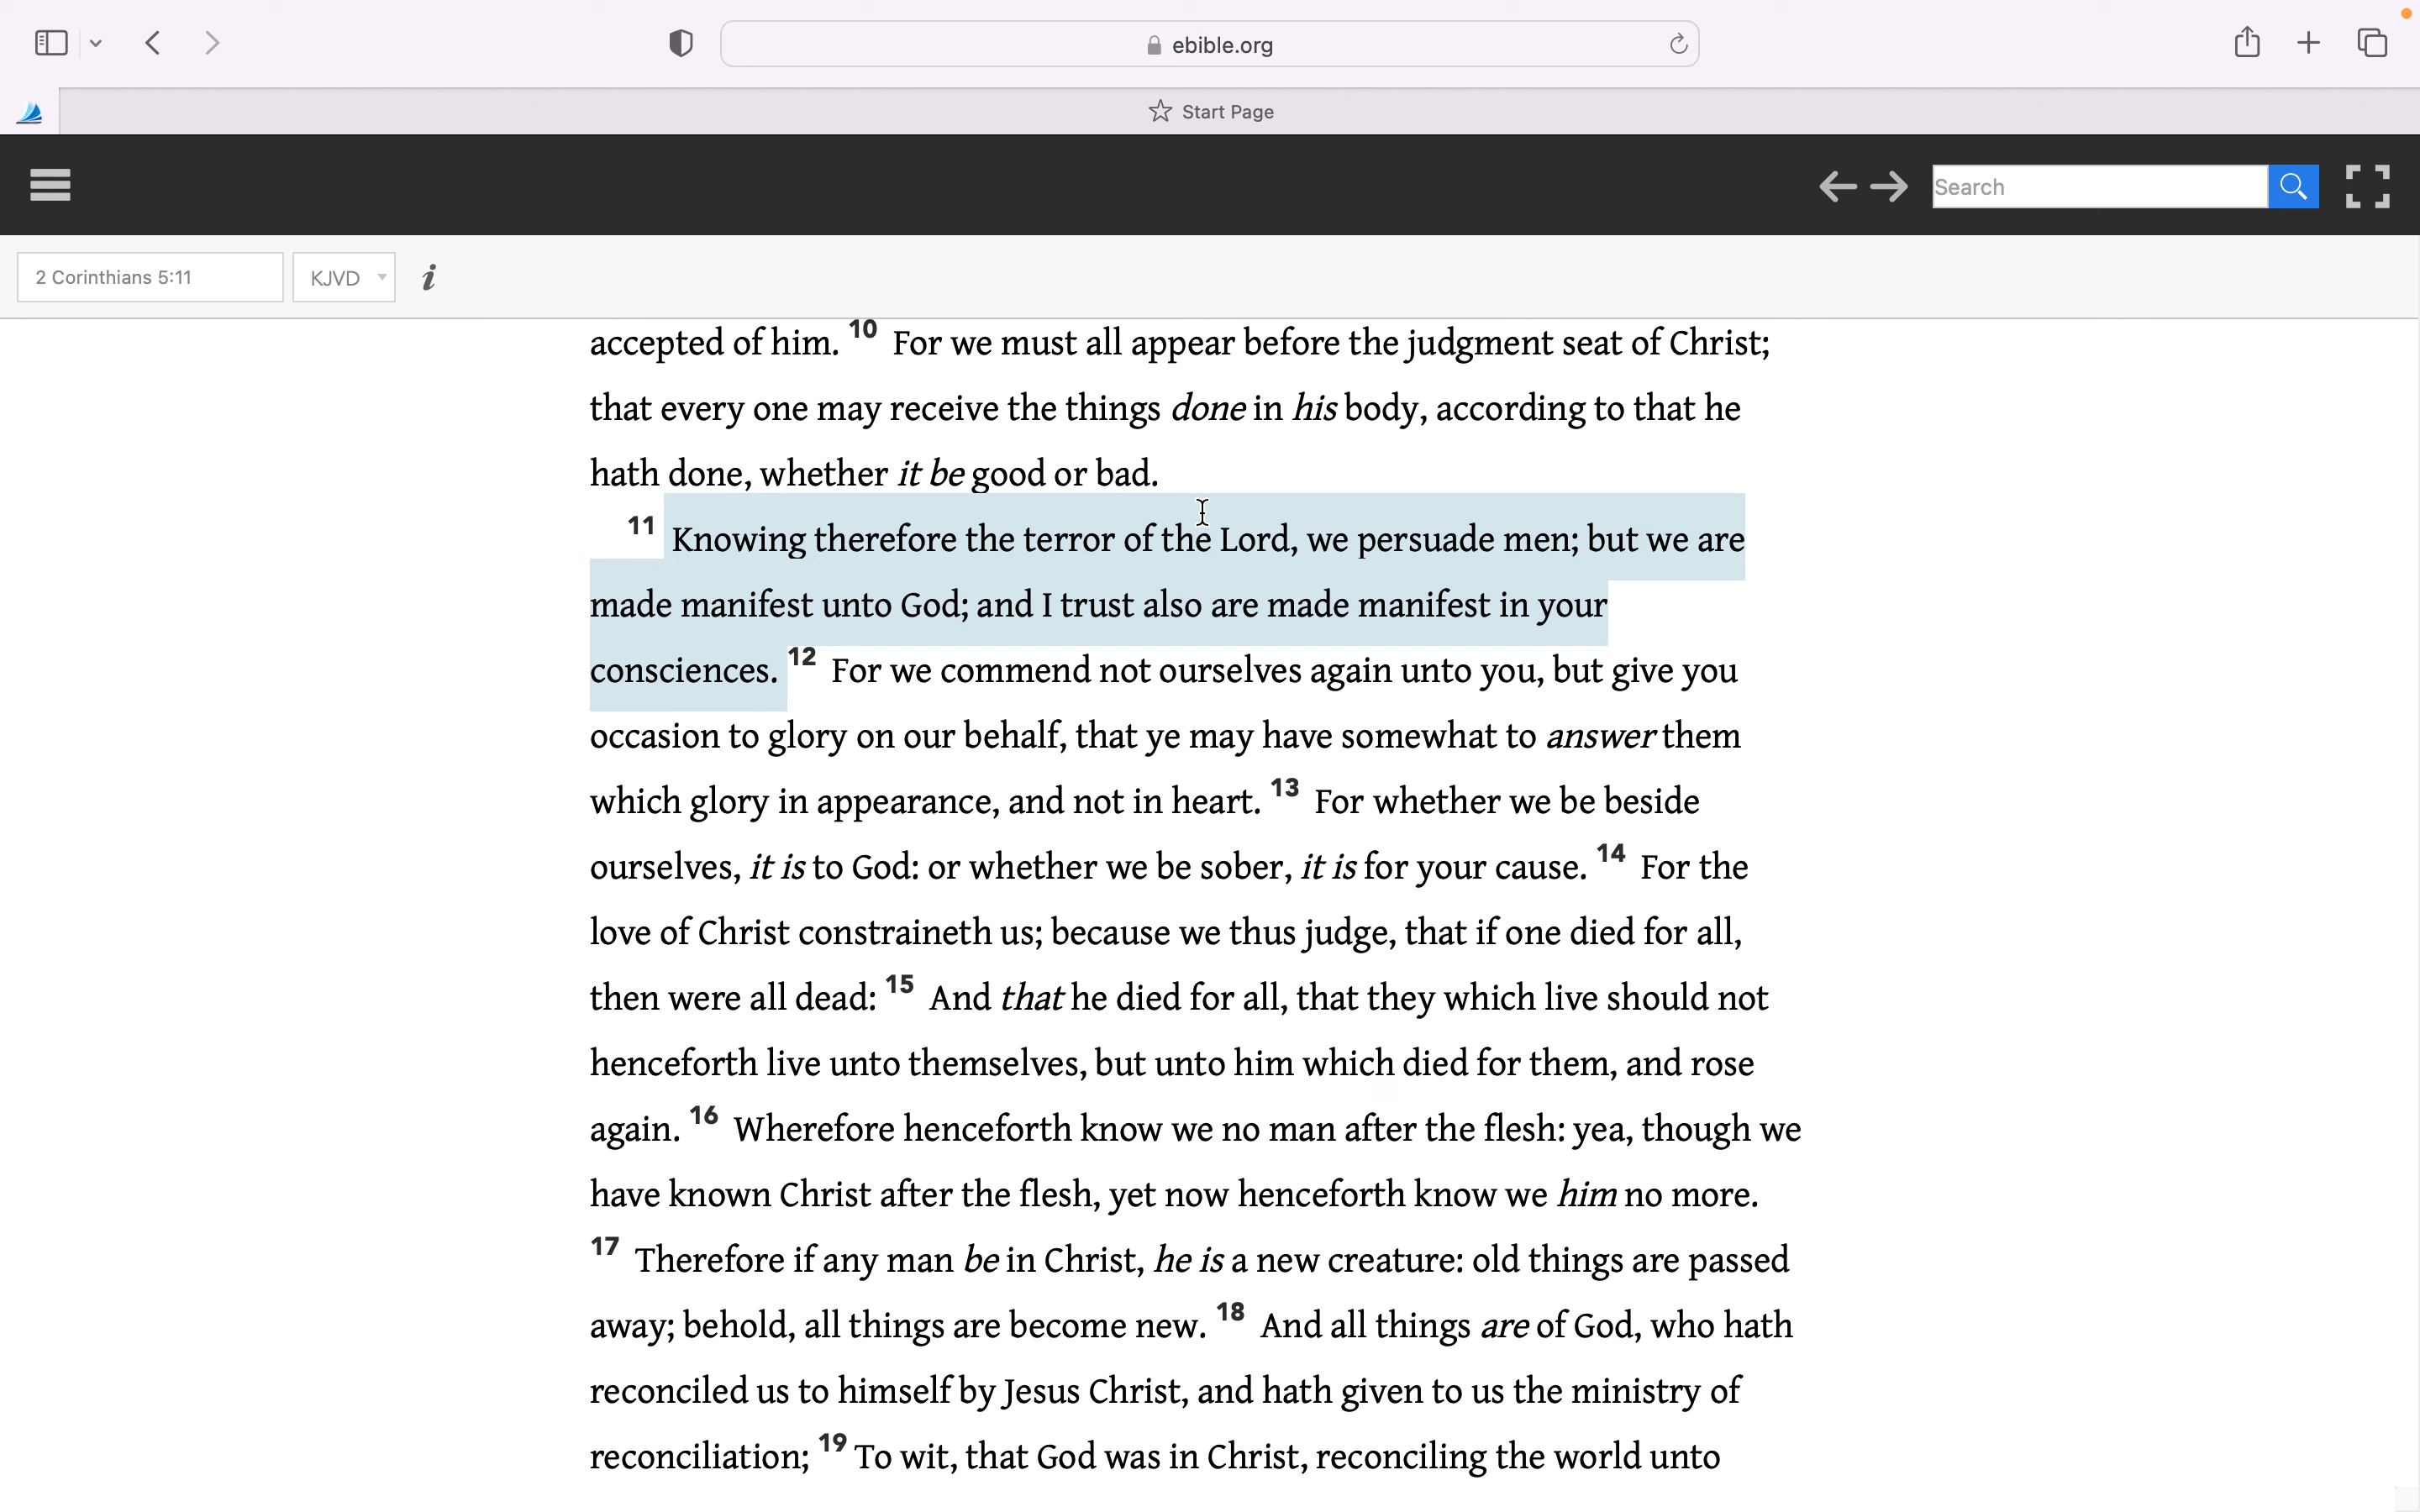 ebible.org
Start Page
Search
2 Corinthians 5:11 KJVD i
accepted of him. 10 For we must all appear before the judgment seat of Christ;
that every one may receive the things done in his body, according to that he
hath done, whether it be good or bad.
11 Knowing therefore the terror of the Lord, we persuade men; but we are
made manifest unto God; and I trust also are made manifest in your
consciences. 12 For we commend not ourselves again unto you, but give you
occasion to glory on our behalf, that ye may have somewhat to answer them
which glory in appearance, and not in heart. 13 For whether we be beside
ourselves, it is to God: or whether we be sober, it is for your cause. 14 For the
love of Christ constraineth us; because we thus judge, that if one died for all,
then were all dead: 15 And that he died for all, that they which live should not
henceforth live unto themselves, but unto him which died for them, and rose
again. 16 Wherefore henceforth know we no man after the flesh: yea, though we
have known Christ after the flesh, yet now henceforth know we him no more.
17 Therefore if any man be in Christ, he is a new creature: old things are passed
away; behold, all things are become new. 18 And all things are of God, who hath
reconciled us to himself by Jesus Christ, and hath given to us the ministry of
reconciliation; 19 To wit, that God was in Christ, reconciling the world unto